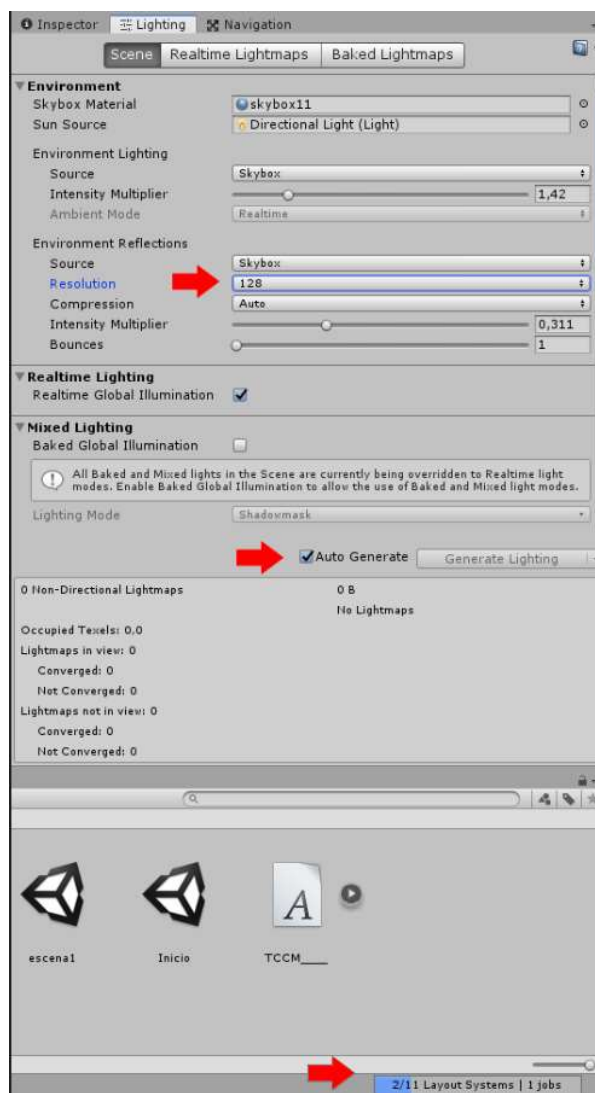 Inspector Lighting Navigation
Scene Realtime Lightmaps Baked Lightmaps
Environment
Skybox Material skybox11
Sun Source Directional Light (Light)
Environment Lighting
Source Skybox
Intensity Multiplier 1,42
Ambient Mode Realtime
Environment Reflections
Source Skybox
Resolution 128
Compression Auto
Intensity Multiplier 0,311
Bounces 1
Realtime Lighting
Realtime Global Illumination
Mixed Lighting
Baked Global Illumination
All Baked and Mixed lights in the Scene are currently being overridden to Realtime light
modes. Enable Baked Global Illumination to allow the use of Baked and Mixed light modes.
Lighting Mode Shadowmask
Auto Generate Generate Lighting
0 Non-Directional Lightmaps 0 B
No Lightmaps
Occupied Texels: 0,0
Lightmaps in view: 0
Converged: 0
Not Converged: 0
Lightmaps not in view: 0
Converged: 0
Not Converged: 0
A
escena1 Inicio TCCM____
2/11 Layout Systems | 1 jobs